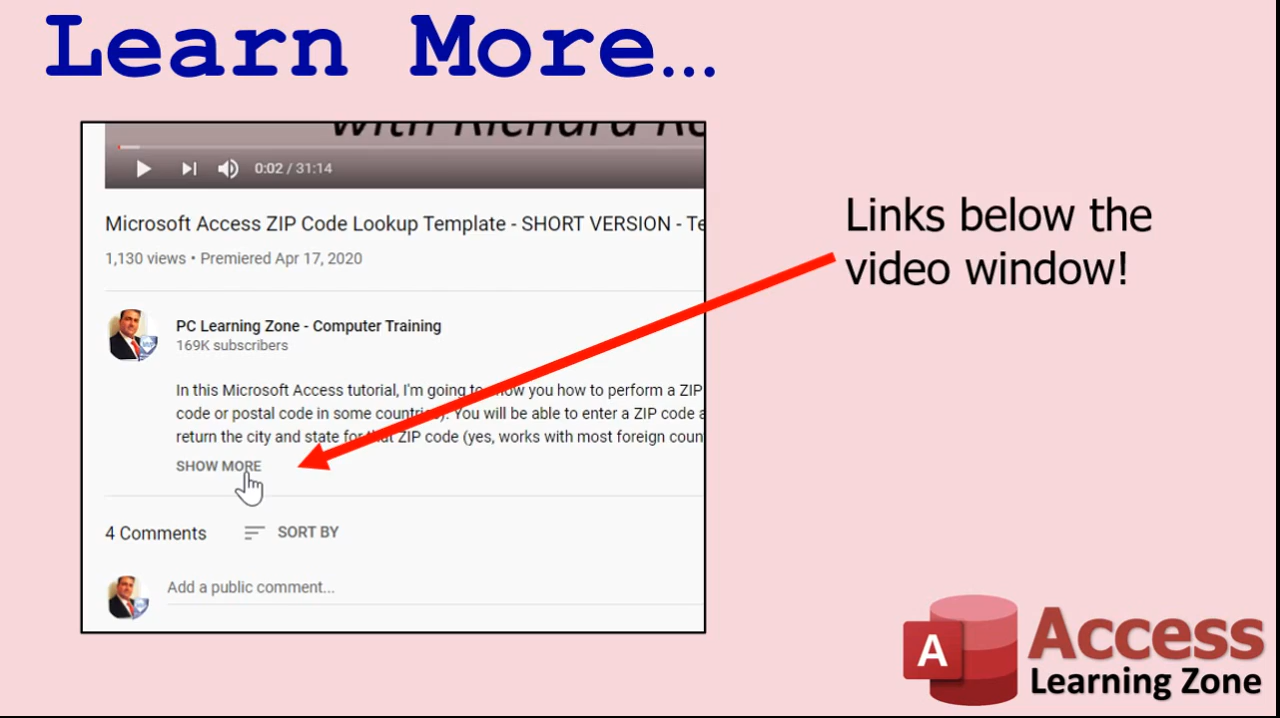 Learn More...
with Richard
0:02 / 31:14
Microsoft Access ZIP Code Lookup Template - SHORT VERSION - Te
1,130 views • Premiered Apr 17, 2020
PC Learning Zone - Computer Training
169K subscribers
In this Microsoft Access tutorial, I'm going to show you how to perform a ZIP
code or postal code in some countries). You will be able to enter a ZIP code a
return the city and state for that ZIP code (yes, works with most foreign coun
SHOW MORE
4 Comments
SORT BY
Add a public comment...
Links below the
video window!
A
Access
Learning Zone